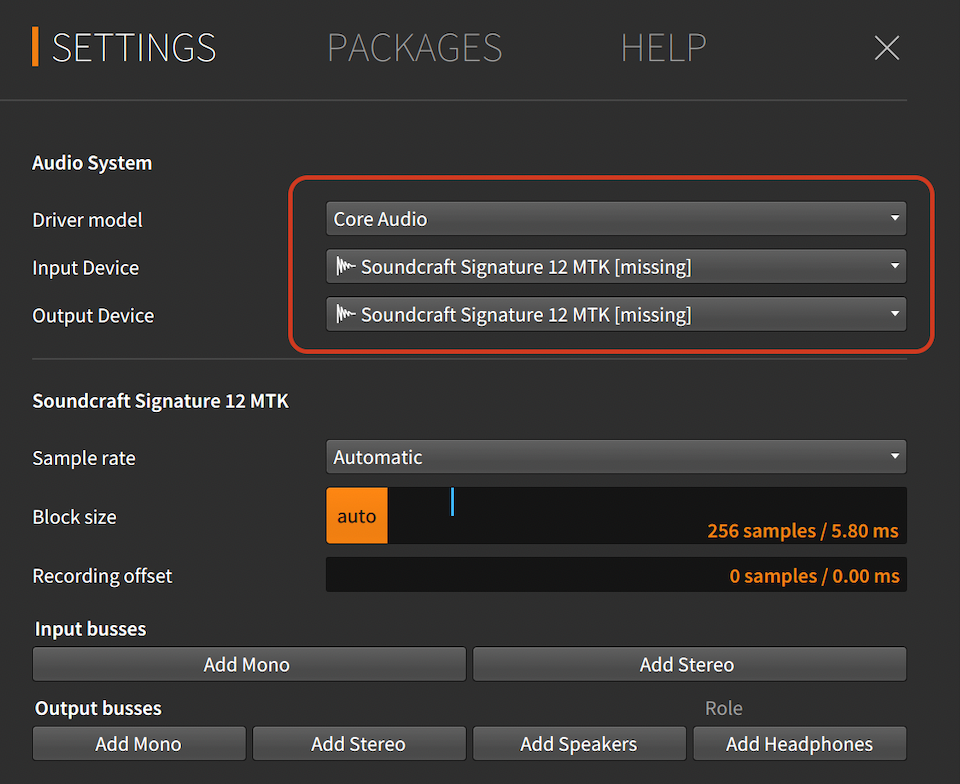 SETTINGS PACKAGES HELP
Audio System
Driver model Core Audio
Input Device Soundcraft Signature 12 MTK [missing]
Output Device Soundcraft Signature 12 MTK [missing]
Soundcraft Signature 12 MTK
Sample rate Automatic
Block size auto 256 samples / 5.80 ms
Recording offset 0 samples / 0.00 ms
Input busses
Add Mono Add Stereo
Output busses Role
Add Mono Add Stereo Add Speakers Add Headphones